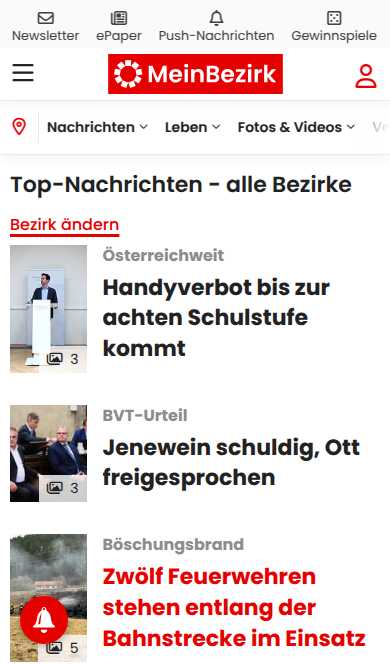 Newsletter ePaper Push-Nachrichten Gewinnspiele
MeinBezirk
Nachrichten Leben Fotos & Videos
Top-Nachrichten - alle Bezirke
Bezirk ändern
Österreichweit
Handyverbot bis zur
achten Schulstufe
kommt
3
BVT-Urteil
Jenewein schuldig, Ott
freigesprochen
3
Böschungsbrand
Zwölf Feuerwehren
stehen entlang der
Bahnstrecke im Einsatz
5